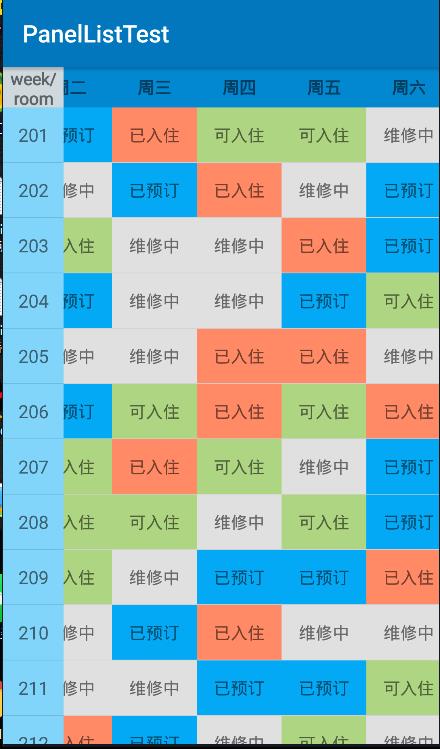 PanelListTest
week/
room
周二 周三 周四 周五 周六
201 预订 已入住 可入住 可入住 维修中
202 修中 已预订 已入住 维修中 已预订
203 入住 维修中 维修中 已入住 已预订
204 预订 维修中 维修中 已预订 可入住
205 修中 维修中 已入住 已入住 维修中
206 预订 可入住 已入住 可入住 已入住
207 入住 已入住 可入住 维修中 已预订
208 入住 可入住 维修中 可入住 已预订
209 入住 维修中 已预订 已预订 已入住
210 修中 已预订 已入住 维修中 维修中
211 修中 维修中 已预订 已预订 可入住
212 入住 已预订 维修中 可入住 可入住